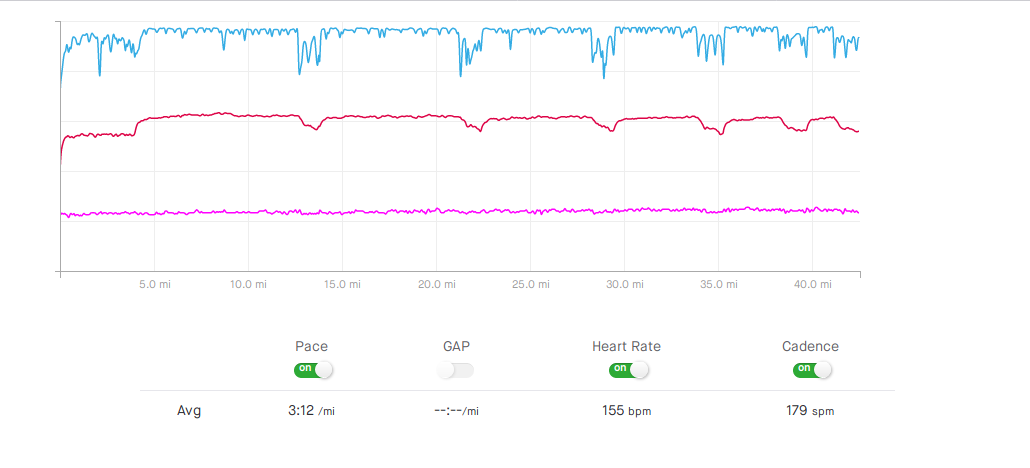 5.0 mi 10.0 mi 15.0 mi 20.0 mi 25.0 mi 30.0 mi 35.0 mi 40.0 mi
Pace GAP Heart Rate Cadence
on on on
Avg 3:12 /mi --:--/mi 155 bpm 179 spm